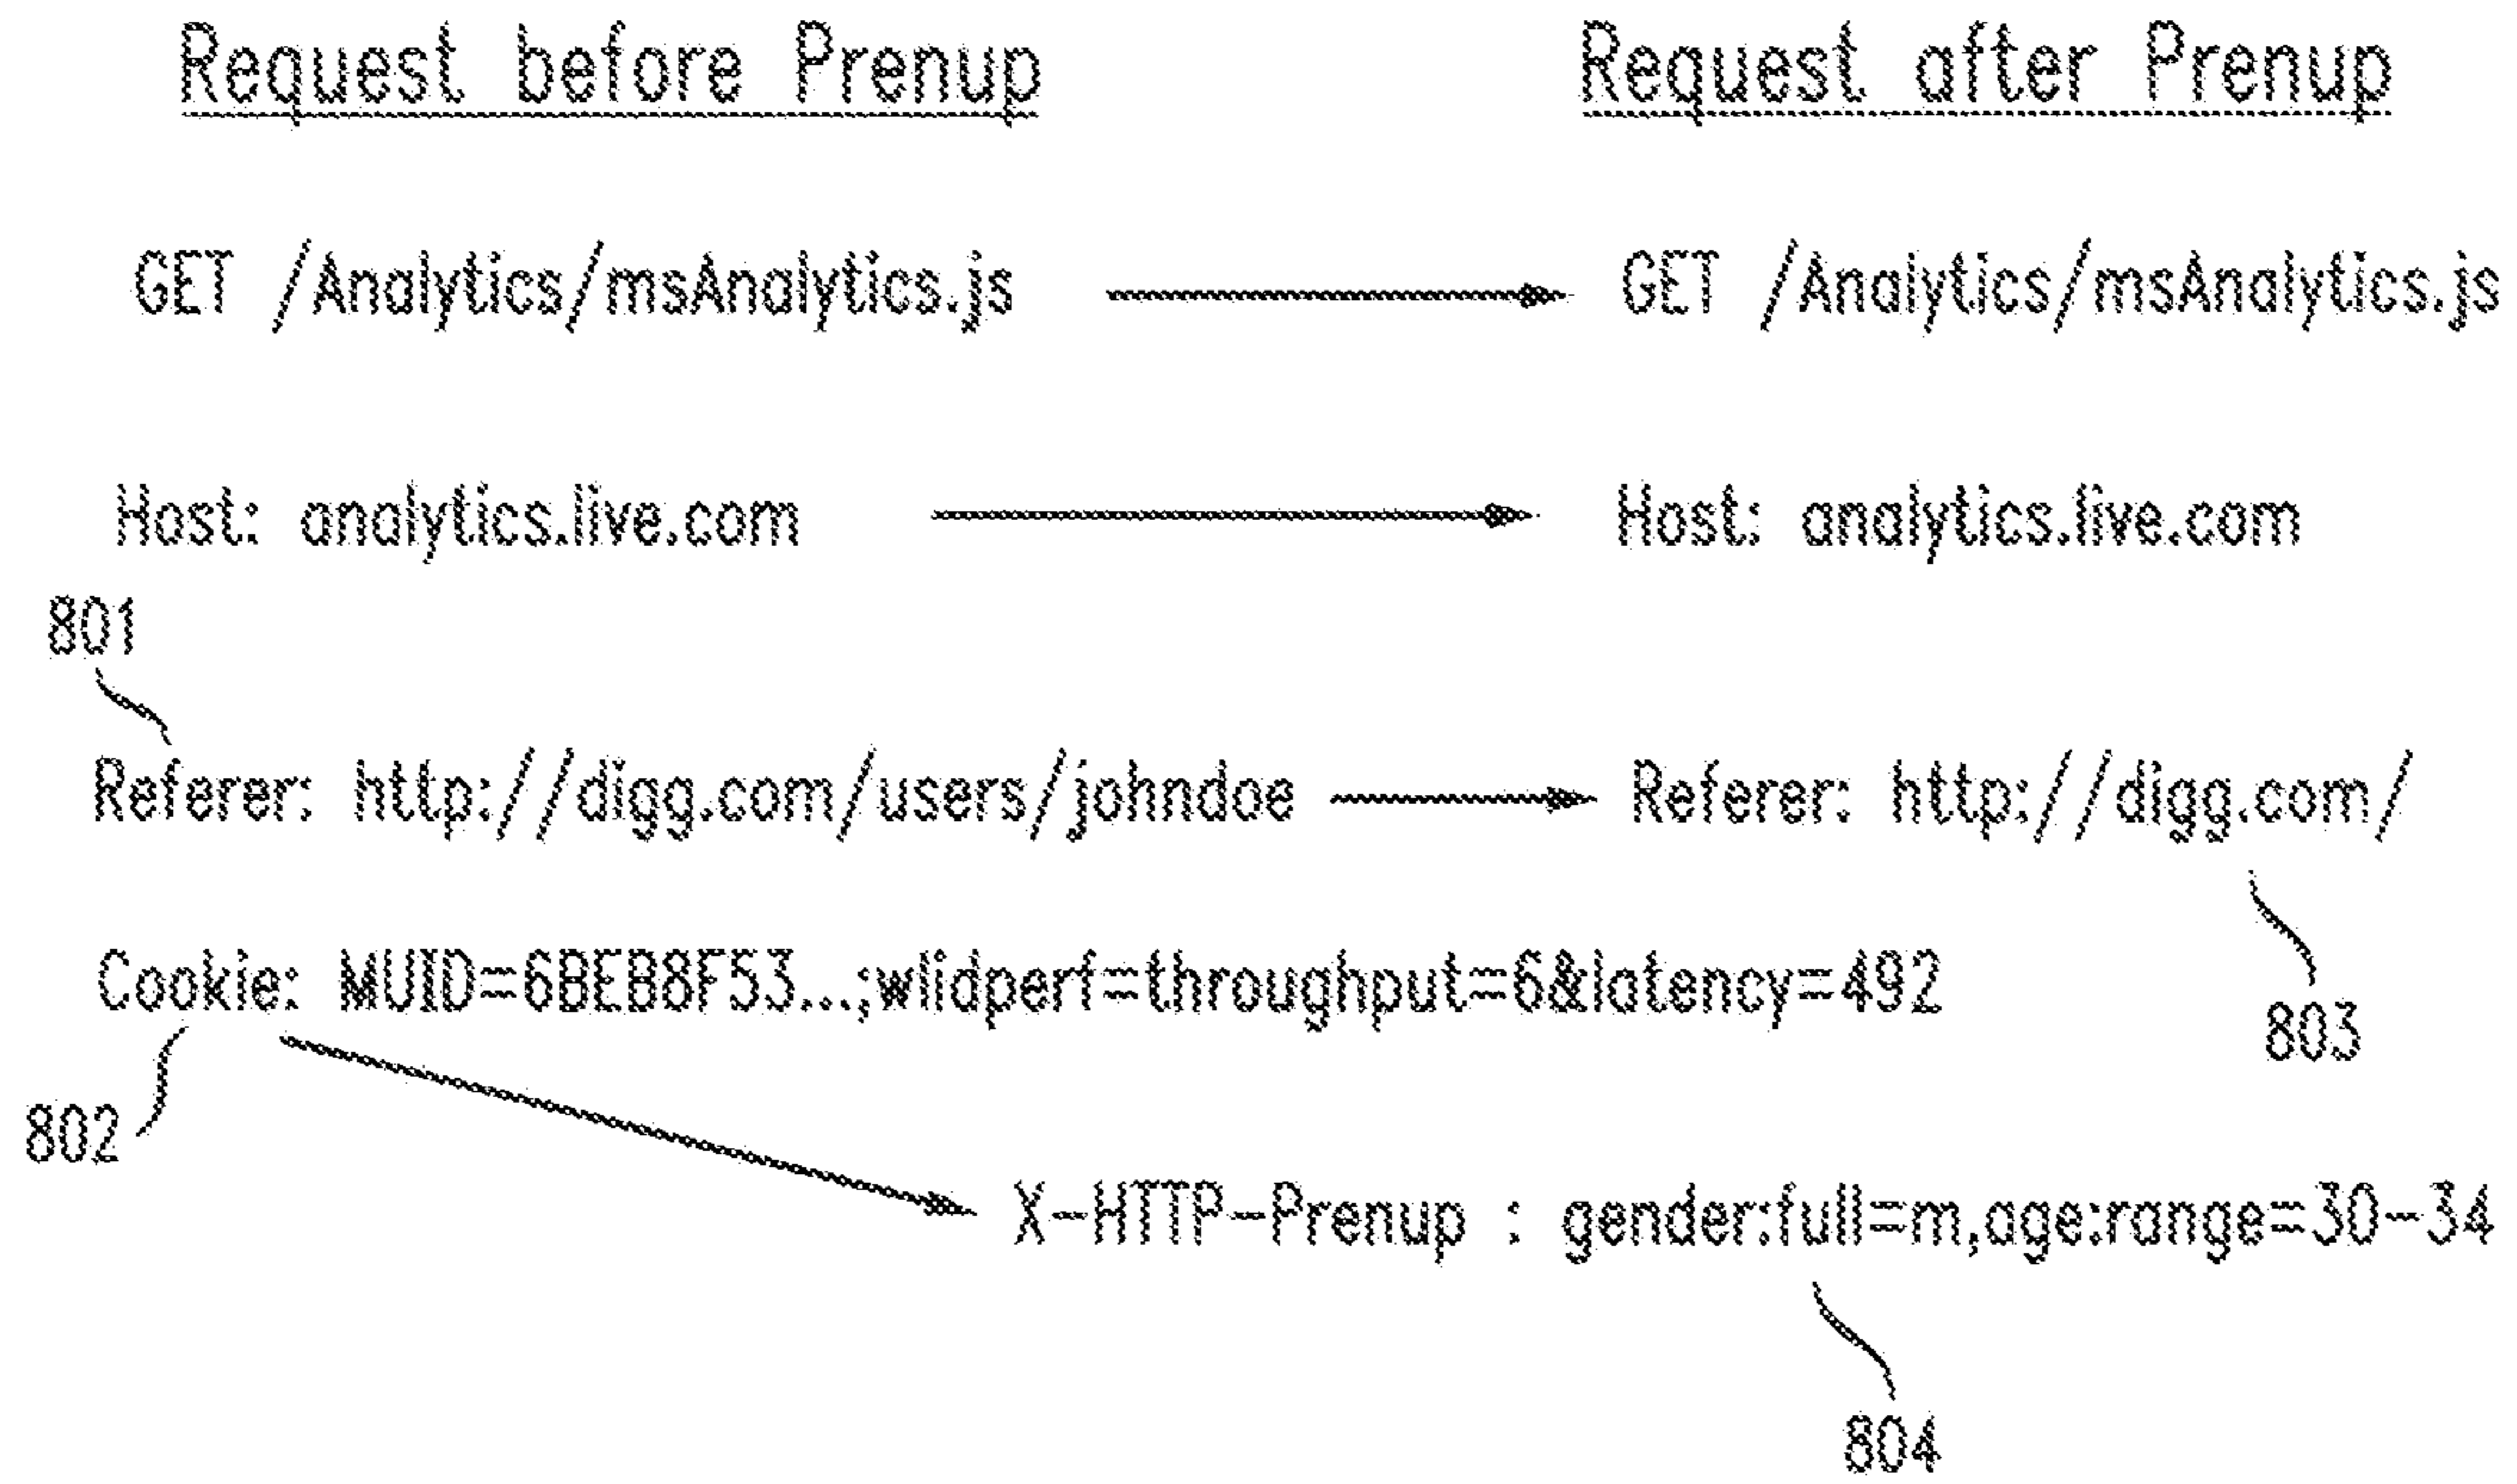 Request before Prenup Request after Prenup
GET /Analytics/msAnalytics.js GET /Analytics/msAnalytics.js
Host: analytics.live.com Host: analytics.live.com
801
Referer: http://digg.com/users/johndoe Referer: http://digg.com/
Cookie: MUID=6BEB8F53...;wlidperf=throughput=6&latency=492
803
802
X-HTTP-Prenup : gender:full=m,age:range=30-34
804